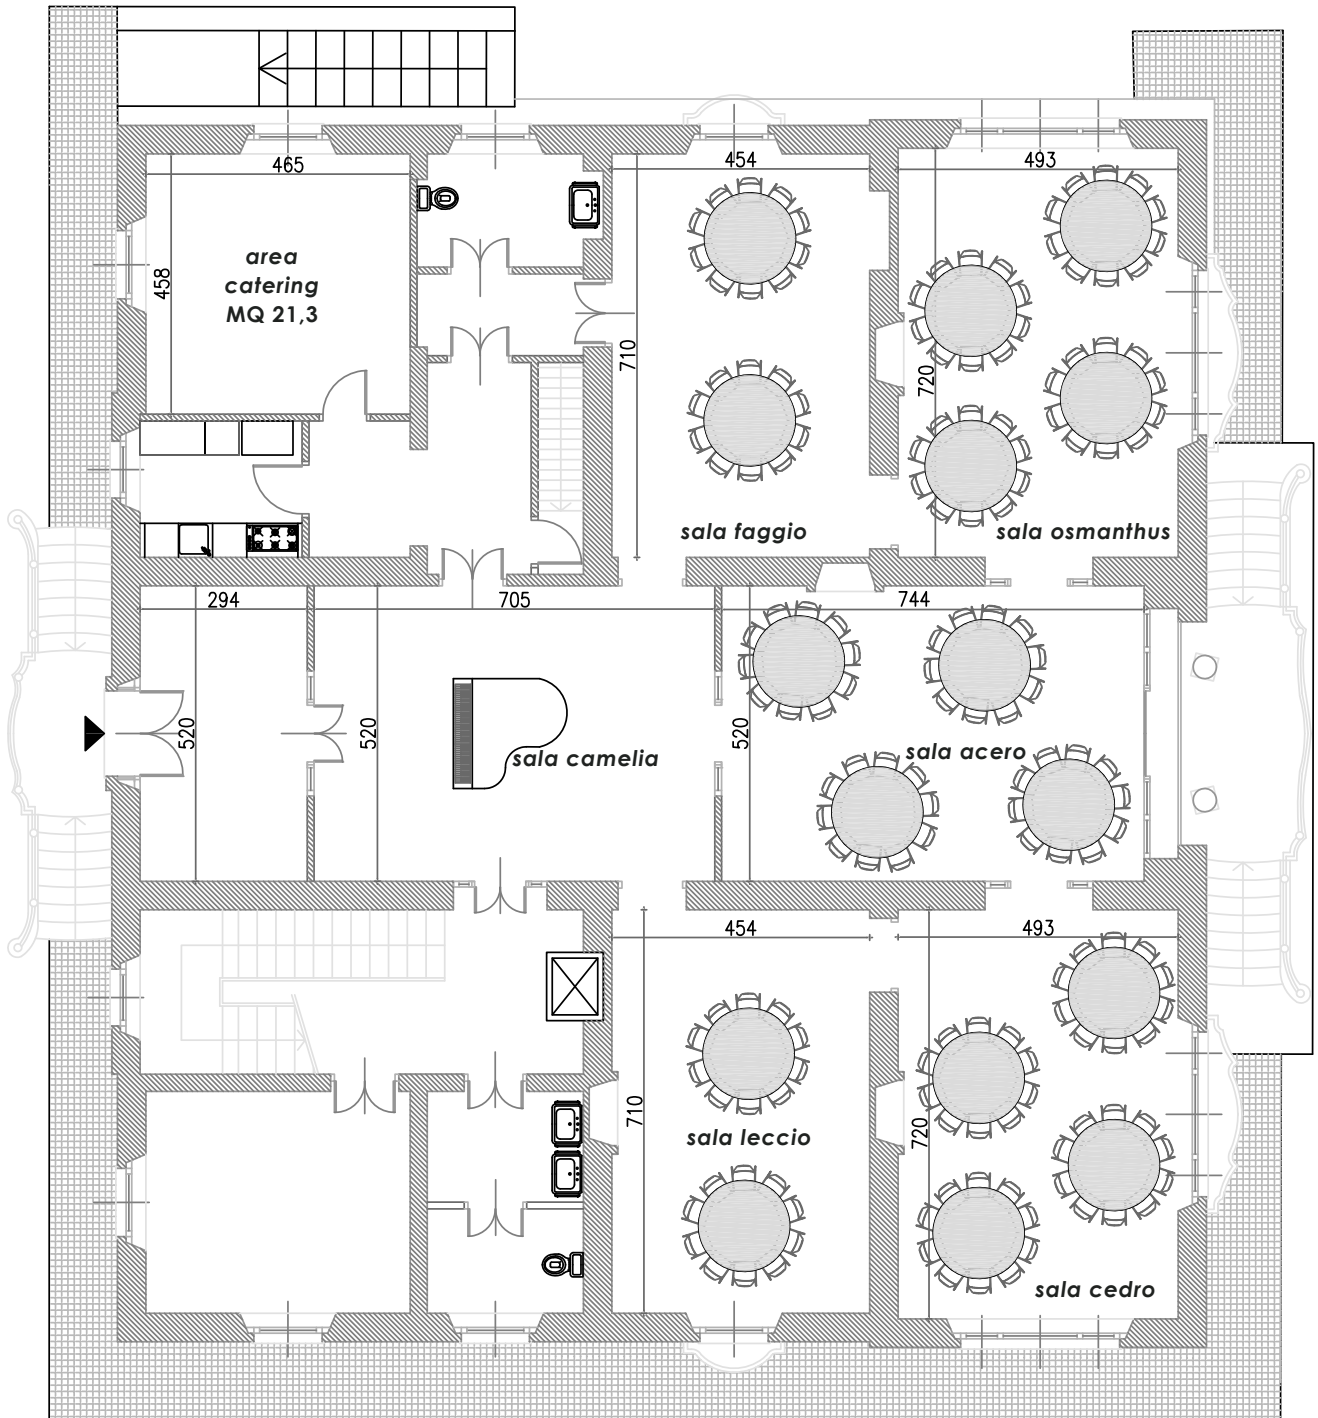 465
454
493
area
catering
MQ 21,3
458
710
720
sala faggio
sala osmanthus
294
705
744
520
520
520
sala camelia
sala acero
454
493
710
720
sala leccio
sala cedro